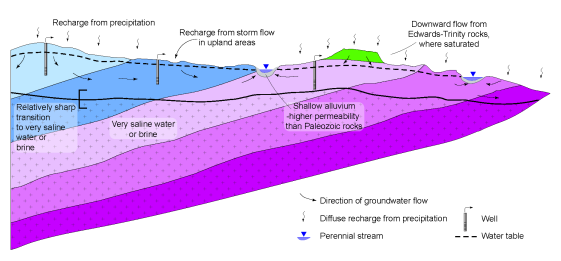 Recharge from precipitation
Recharge from storm flow
in upland areas
Downward flow from
Edwards-Trinity rocks,
where saturated
Relatively sharp
transition
to very saline
water or
brine
Very saline water
or brine
Shallow alluvium
-higher permeability
than Paleozoic rocks
Direction of groundwater flow
Diffuse recharge from precipitation
Well
Perennial stream
Water table